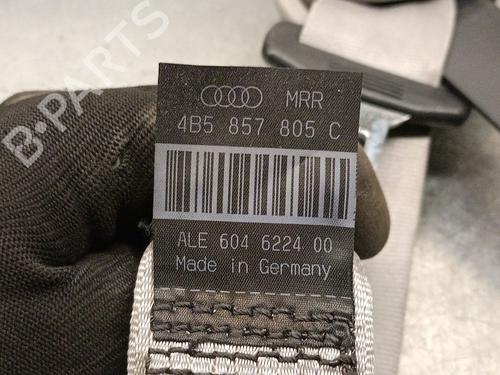 B-PARTS
MRR
4B5 857 805 C
ALE 604 6224 00
Made in Germany